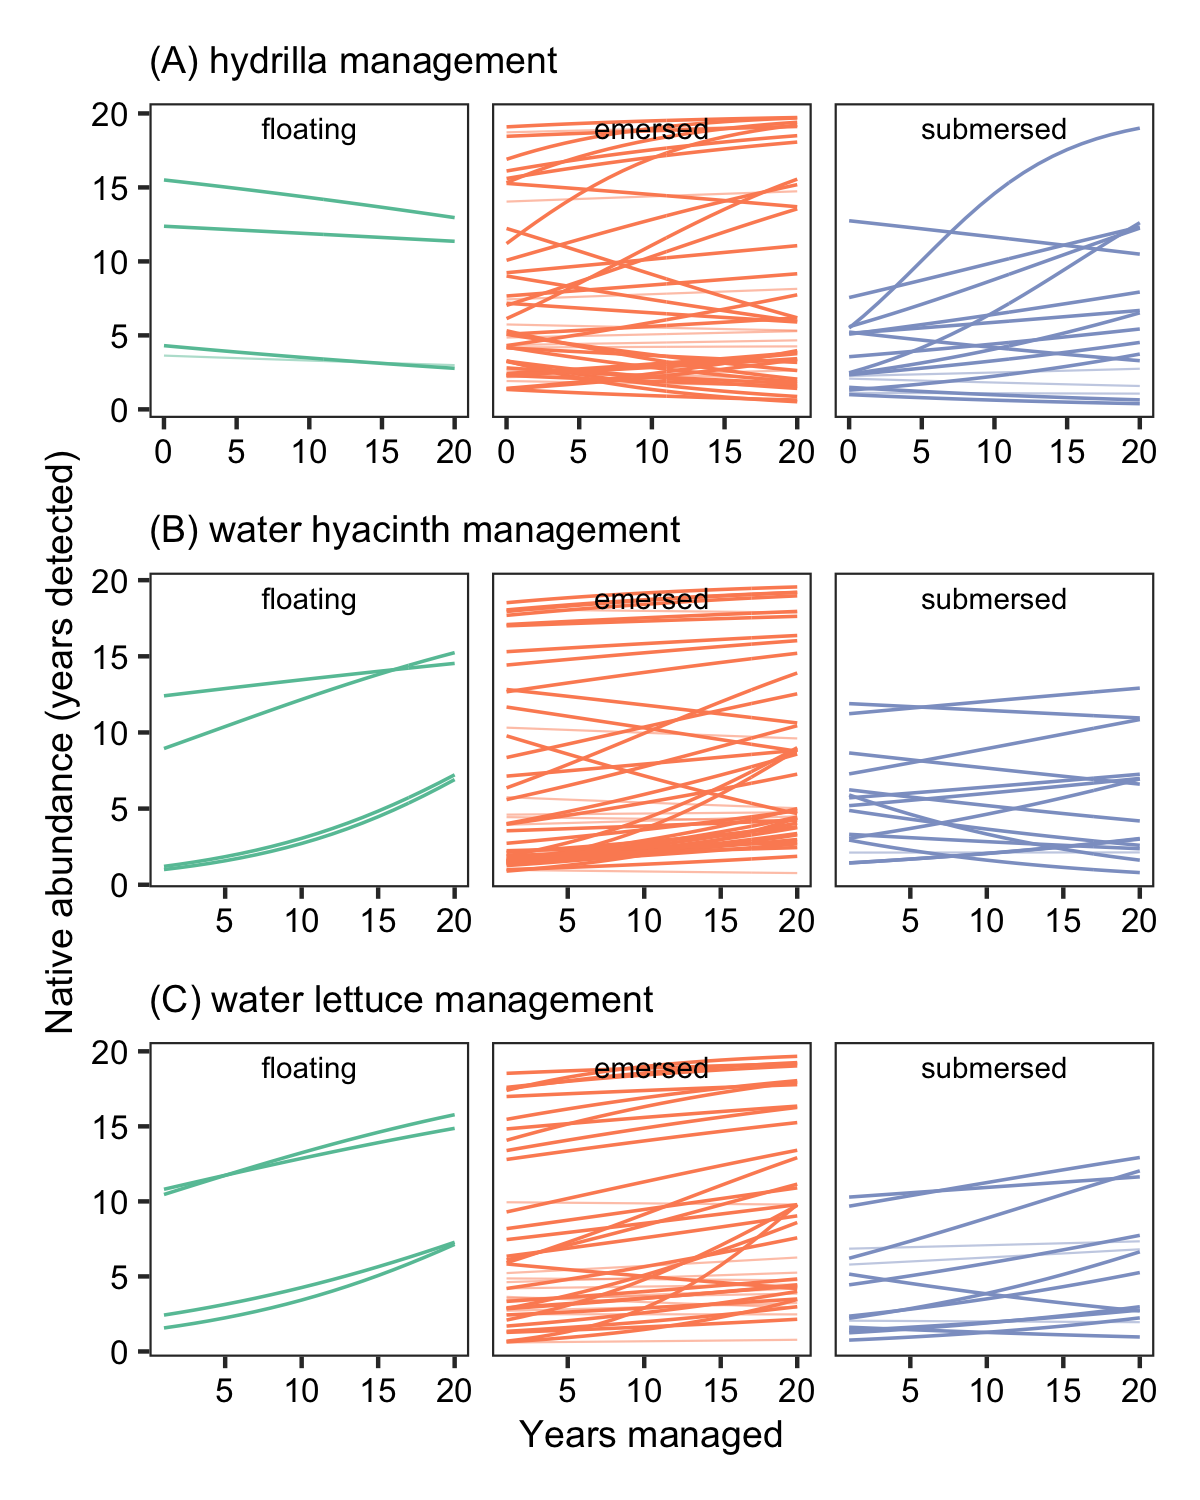 (A) hydrilla management
floating
emersed
submersed
20
15
10
5
0
0 5 10 15 20
0 5 10 15 20
0 5 10 15 20
(B) water hyacinth management
floating
emersed
submersed
20
15
10
5
0
5 10 15 20
5 10 15 20
5 10 15 20
(C) water lettuce management
floating
emersed
submersed
20
15
10
5
0
5 10 15 20
5 10 15 20
5 10 15 20
Native abundance (years detected)
Years managed